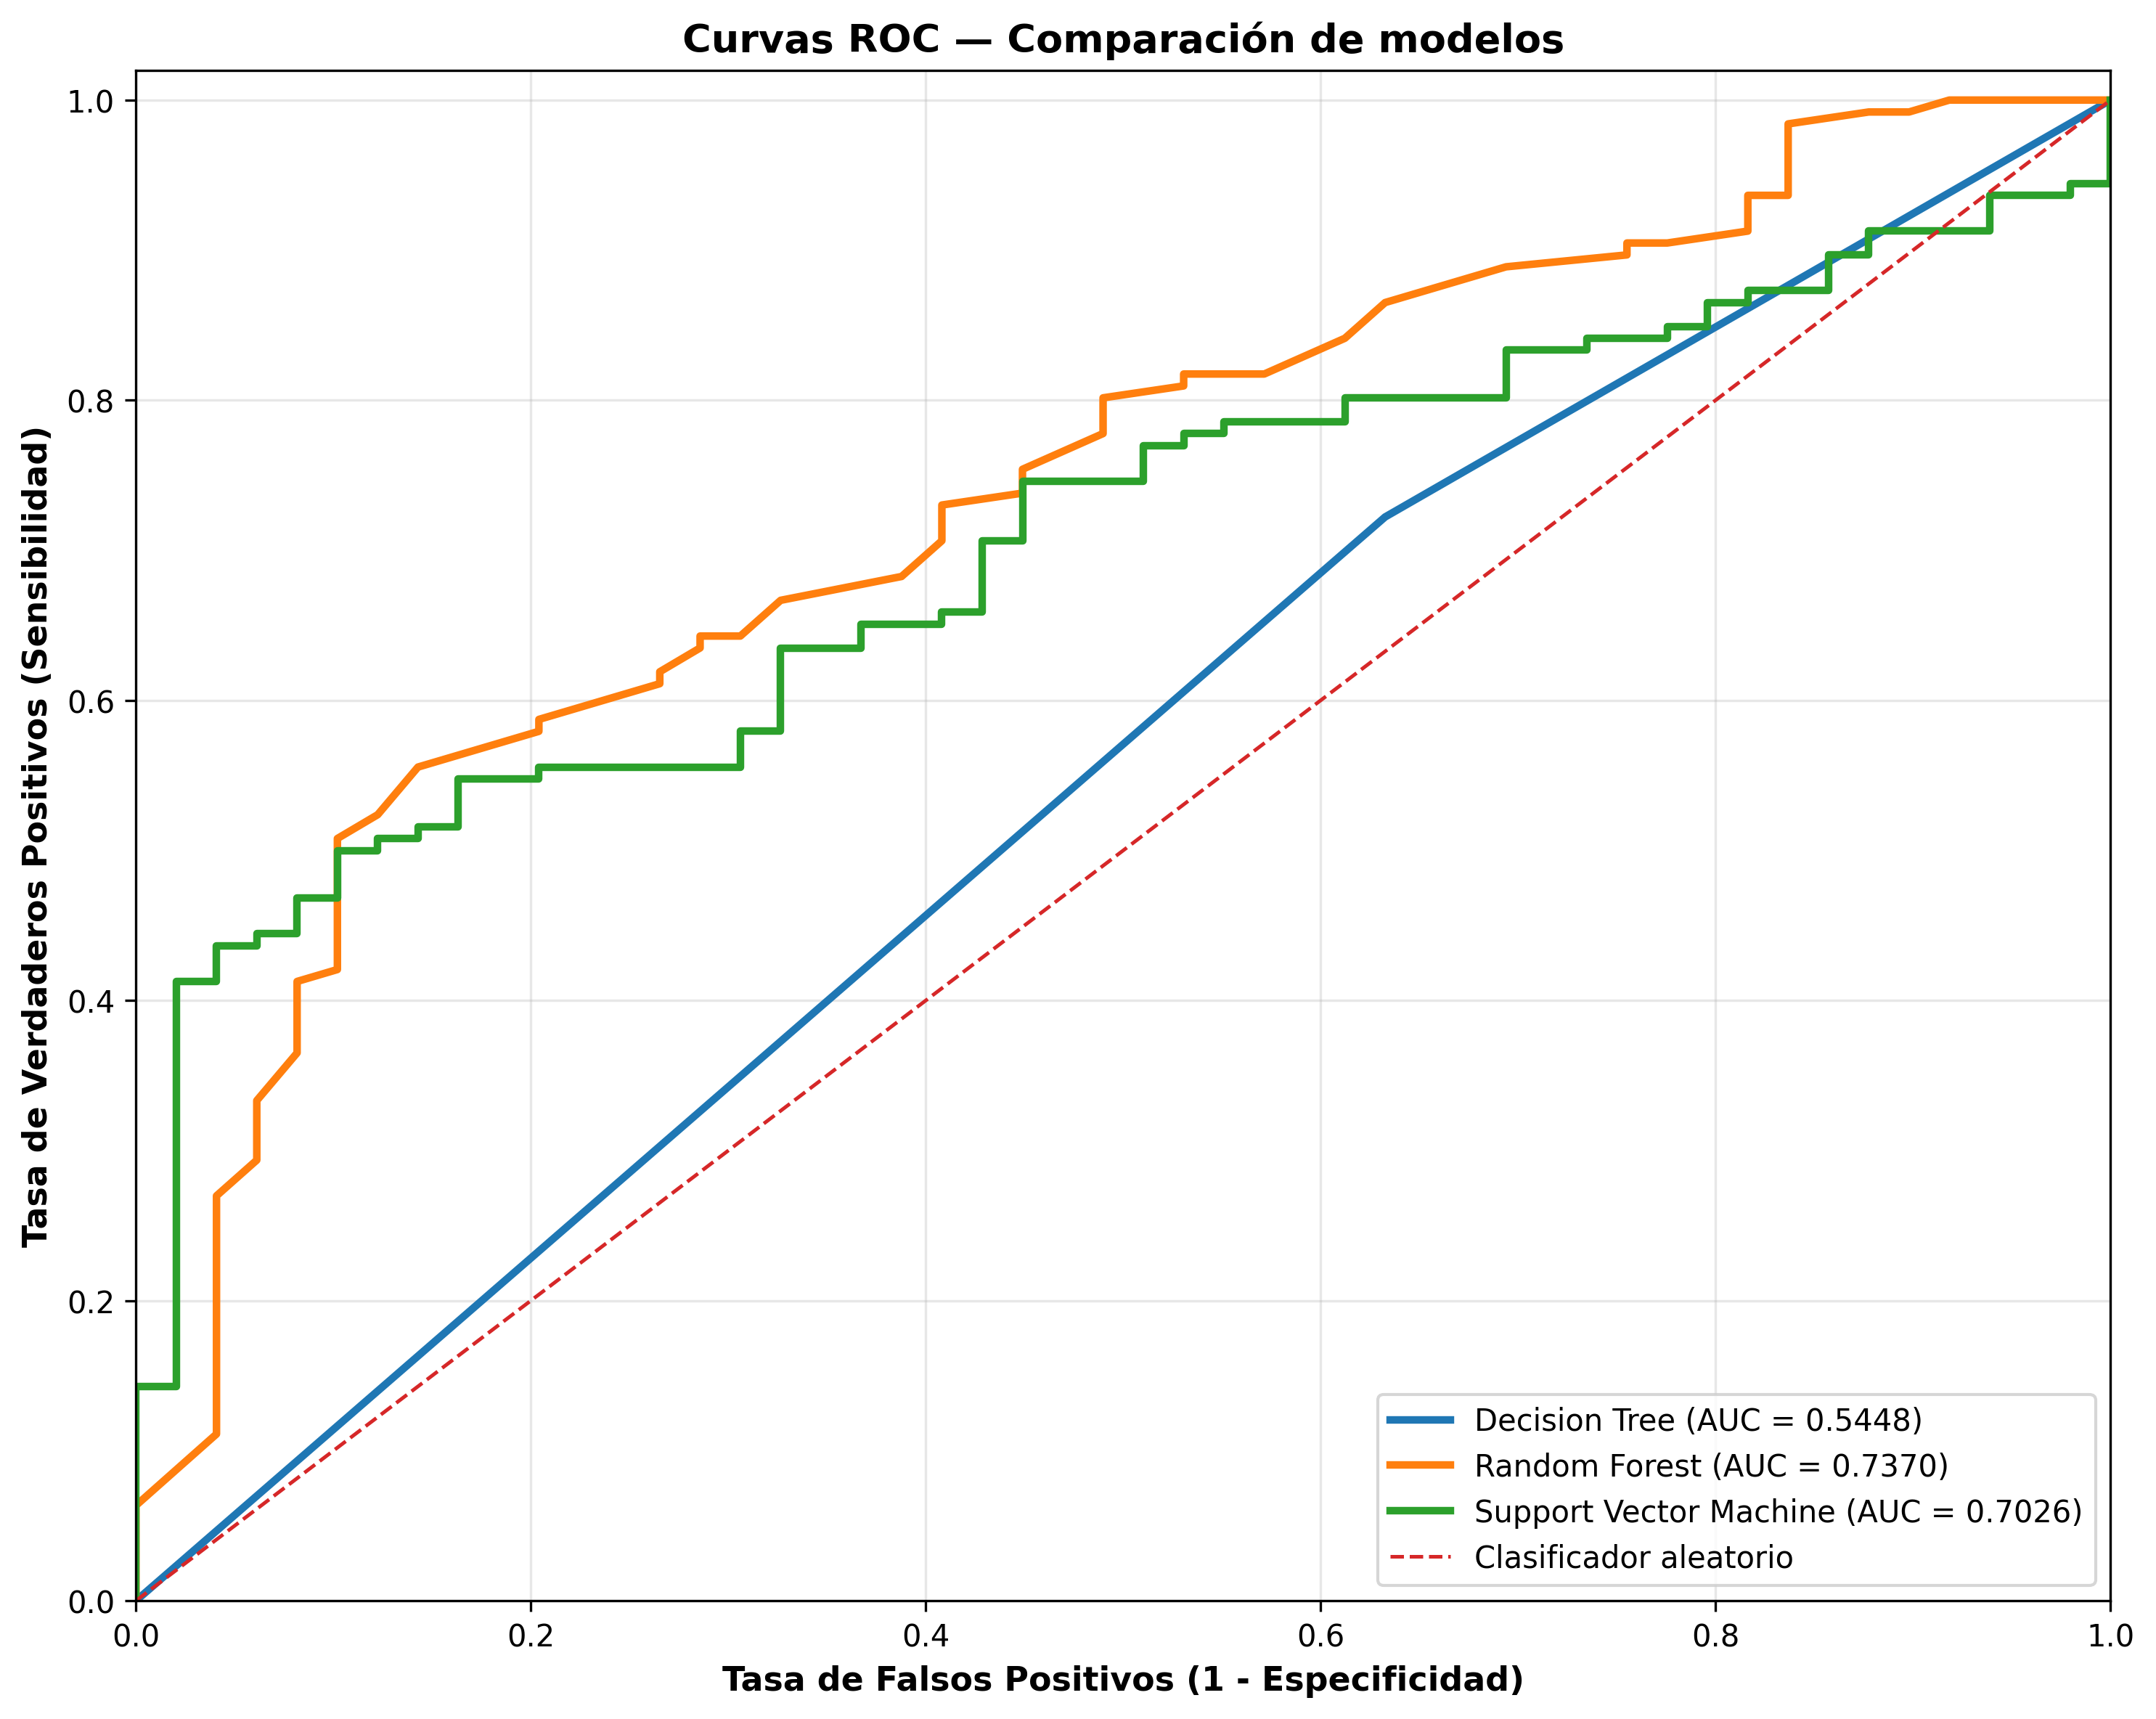 Curvas ROC — Comparación de modelos
Tasa de Verdaderos Positivos (Sensibilidad)
1.0
0.8
0.6
0.4
0.2
0.0
Decision Tree (AUC = 0.5448)
Random Forest (AUC = 0.7370)
Support Vector Machine (AUC = 0.7026)
Clasificador aleatorio
0.0 0.2 0.4 0.6 0.8 1.0
Tasa de Falsos Positivos (1 - Especificidad)